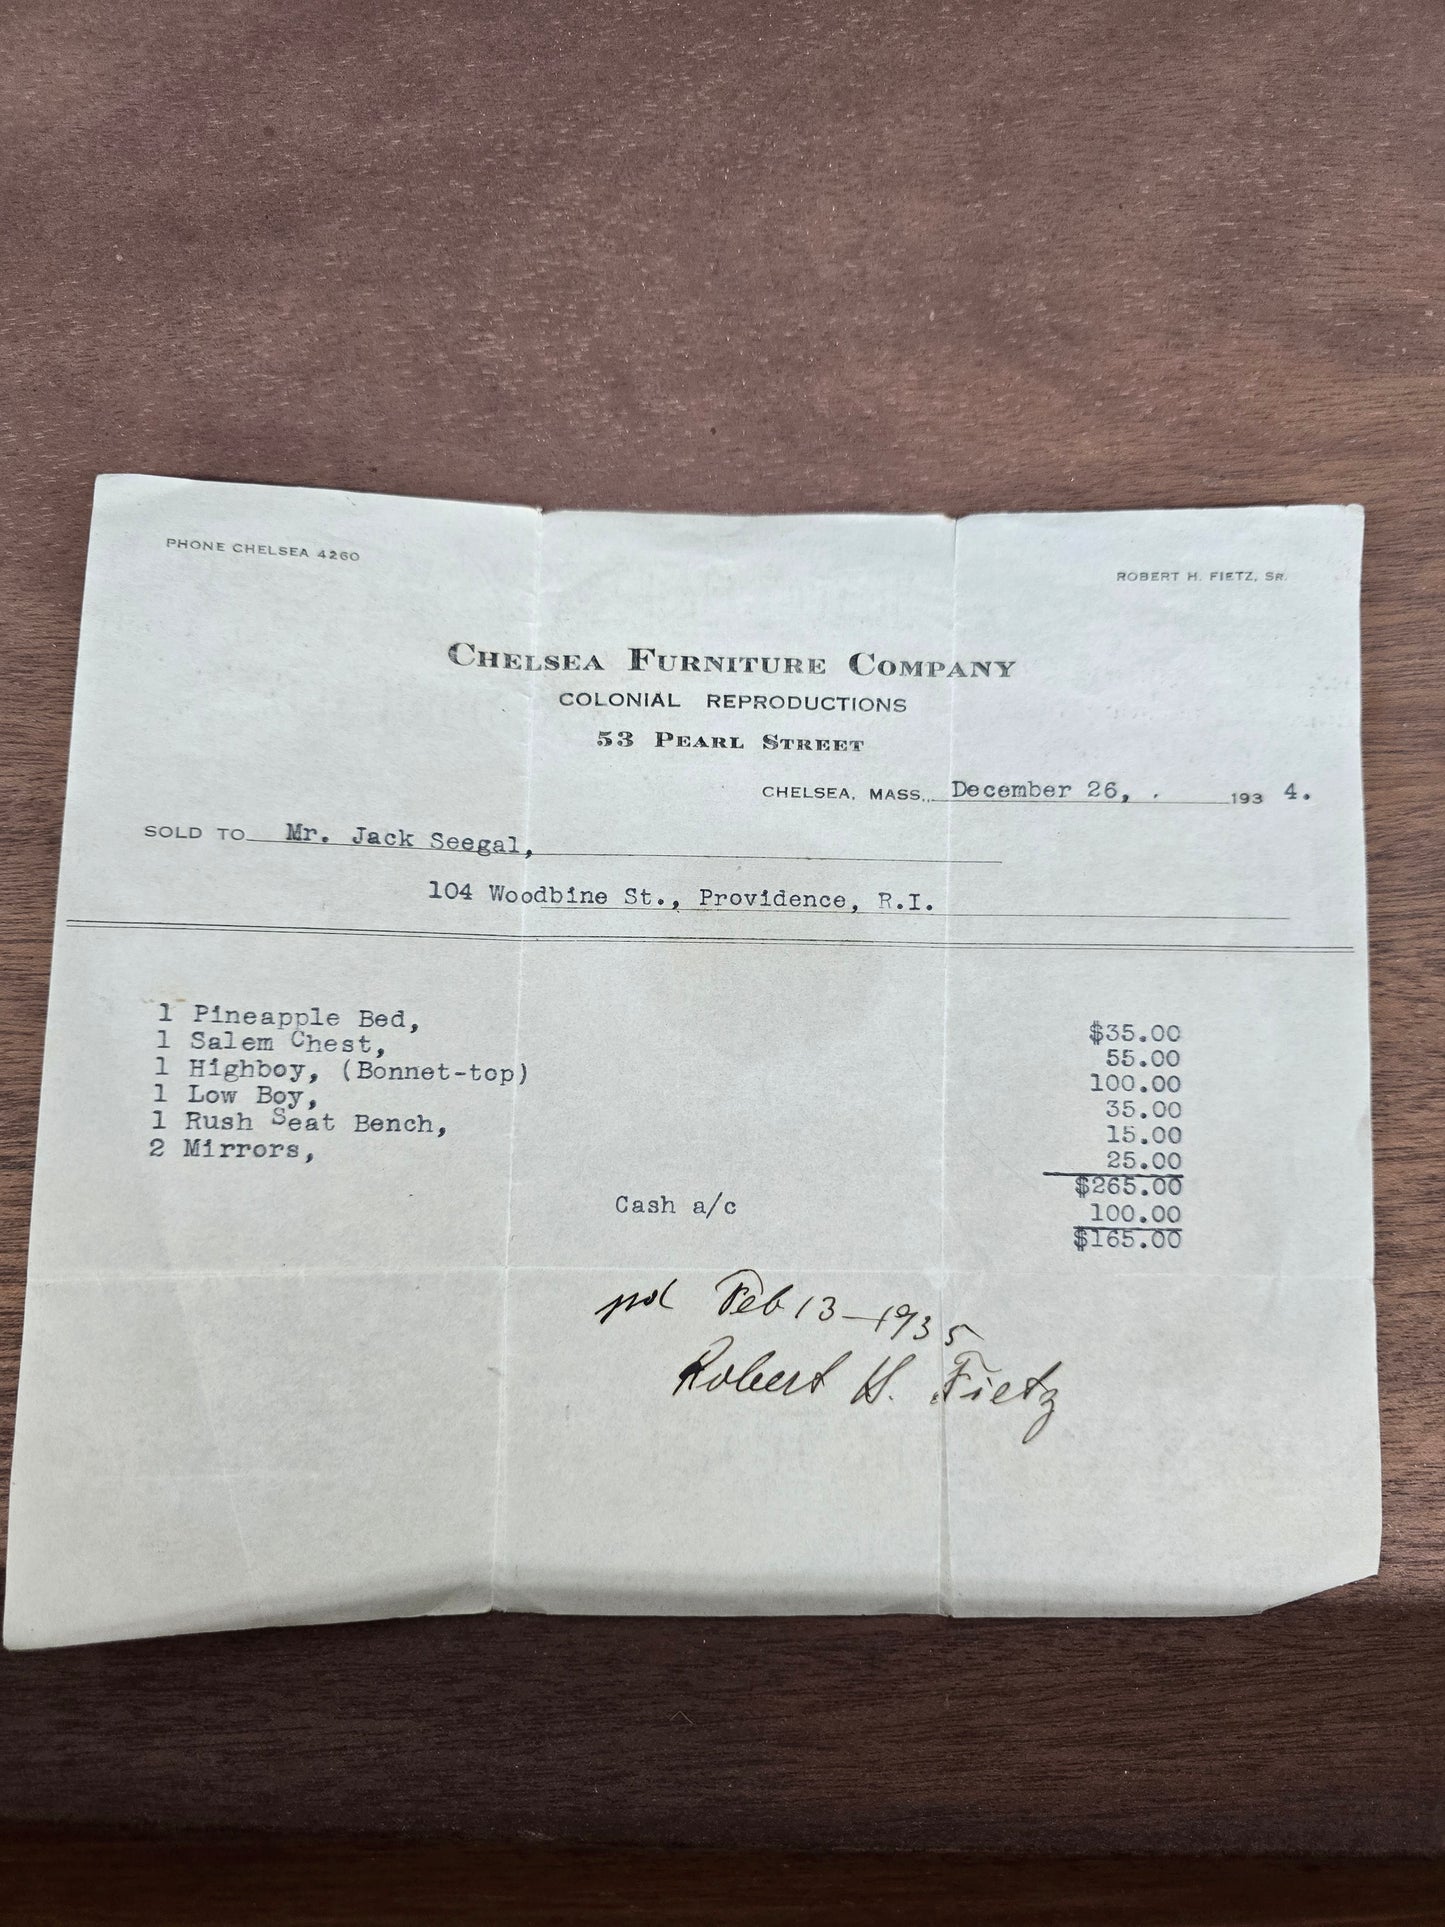 PHONE CHELSEA 4260
ROBERT H. FIETZ, SR.
CHELSEA FURNITURE COMPANY
COLONIAL REPRODUCTIONS
53 PEARL STREET
CHELSEA, MASS., December 26, . 193 4.
SOLD TO Mr. Jack Seegal,
104 Woodbine St., Providence, R.I.
1 Pineapple Bed, $35.00
1 Salem Chest, 55.00
1 Highboy, (Bonnet-top) 100.00
1 Low Boy, 35.00
1 Rush Seat Bench, 15.00
2 Mirrors, 25.00
$265.00
Cash a/c 100.00
$165.00
pd Feb 13-1935
Robert H. Fietz